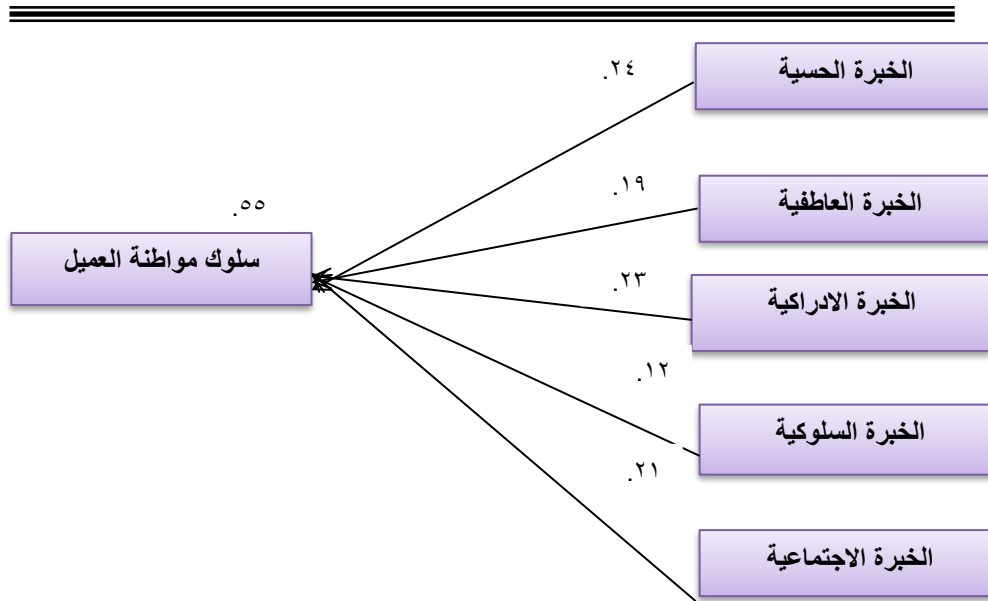 الخبرة الحسية
.٢٤
الخبرة العاطفية
.١٩
.٥٥
سلوك مواطنة العميل
الخبرة الادراكية
.٢٣
.١٢
الخبرة السلوكية
.٢١
الخبرة الاجتماعية